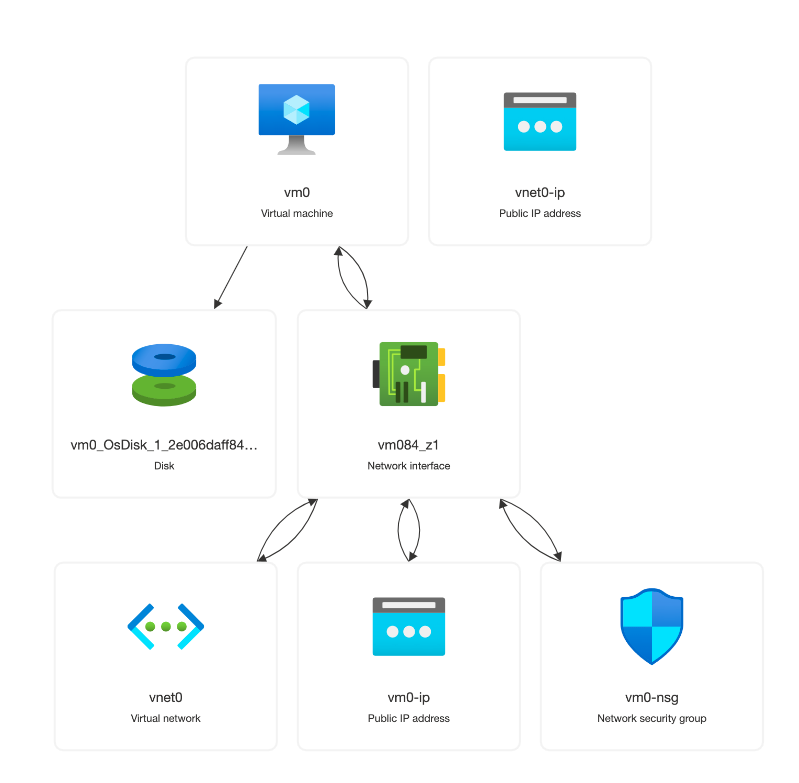 vm0
Virtual machine
vnet0-ip
Public IP address
vm0_OsDisk_1_2e006daff84…
Disk
vm084_z1
Network interface
vnet0
Virtual network
vm0-ip
Public IP address
vm0-nsg
Network security group